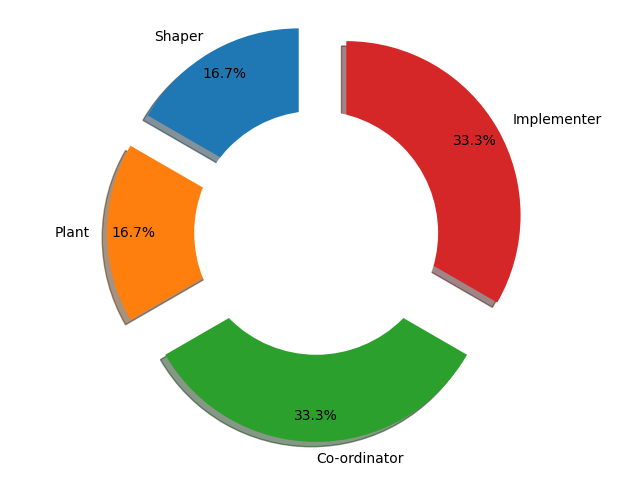 Shaper
16.7%
Implementer
33.3%
Plant
16.7%
33.3%
Co-ordinator